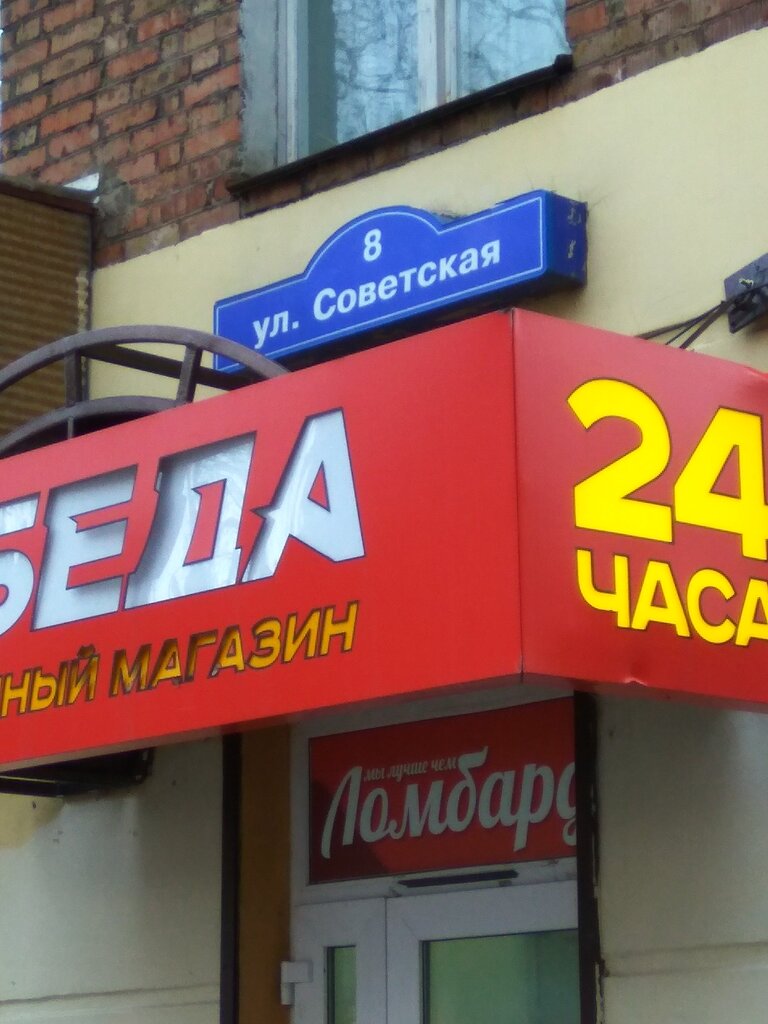 8
ул. Советская
БЕДА
НЫЙ МАГАЗИН
24
ЧАСА
мы лучше чем
Ломбард